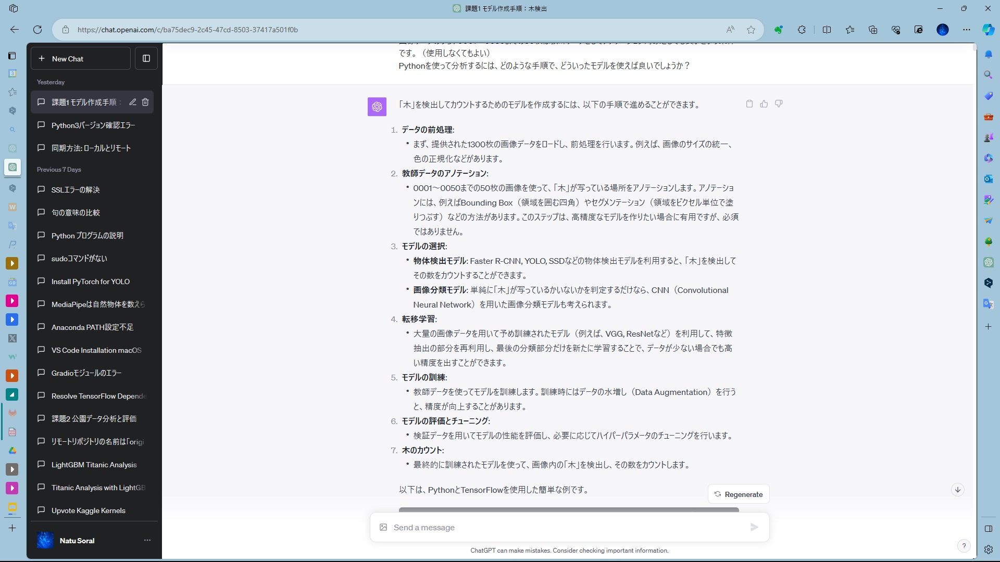 課題1 モデル作成手順：木検出
https://chat.openai.com/c/ba75dec9-2c45-47cd-8503-37417a501f0b
New Chat
Yesterday
課題1 モデル作成手順：
Python3バージョン確認エラー
同期方法: ローカルとリモート
Previous 7 Days
SSLエラーの解決
句の意味の比較
Python プログラムの説明
sudoコマンドがない
Install PyTorch for YOLO
MediaPipeは自然物体を数えら
Anaconda PATH設定不足
VS Code Installation macOS
Gradioモジュールのエラー
Resolve TensorFlow Depende
課題2 公園データ分析と評価
リモートリポジトリの名前は「origi
LightGBM Titanic Analysis
Titanic Analysis with LightGB
Upvote Kaggle Kernels
Natu Soral
です。（使用しなくてもよい）
Pythonを使って分析するには、どのような手順で、どういったモデルを使えば良いでしょうか？
「木」を検出してカウントするためのモデルを作成するには、以下の手順で進めることができます。
1. データの前処理:
• まず、提供された1300枚の画像データをロードし、前処理を行います。例えば、画像のサイズの統一、
色の正規化などがあります。
2. 教師データのアノテーション:
• 0001〜0050までの50枚の画像を使って、「木」が写っている場所をアノテーションします。アノテーショ
ンには、例えばBounding Box（領域を囲む四角）やセグメンテーション（領域をピクセル単位で塗
りつぶす）などの方法があります。このステップは、高精度なモデルを作りたい場合に有用ですが、必須
ではありません。
3. モデルの選択:
• 物体検出モデル: Faster R-CNN, YOLO, SSDなどの物体検出モデルを利用すると、「木」を検出して
その数をカウントすることができます。
• 画像分類モデル: 単純に「木」が写っているかいないかを判定するだけなら、CNN（Convolutional
Neural Network）を用いた画像分類モデルも考えられます。
4. 転移学習:
• 大量の画像データを用いて予め訓練されたモデル（例えば、VGG, ResNetなど）を利用して、特徴
抽出の部分を再利用し、最後の分類部分だけを新たに学習することで、データが少ない場合でも高
い精度を出すことができます。
5. モデルの訓練:
• 教師データを使ってモデルを訓練します。訓練時にはデータの水増し（Data Augmentation）を行う
と、精度が向上することがあります。
6. モデルの評価とチューニング:
• 検証データを用いてモデルの性能を評価し、必要に応じてハイパーパラメータのチューニングを行います。
7. 木のカウント:
• 最終的に訓練されたモデルを使って、画像内の「木」を検出し、その数をカウントします。
以下は、PythonとTensorFlowを使用した簡単な例です。
Regenerate
Send a message
ChatGPT can make mistakes. Consider checking important information.
?